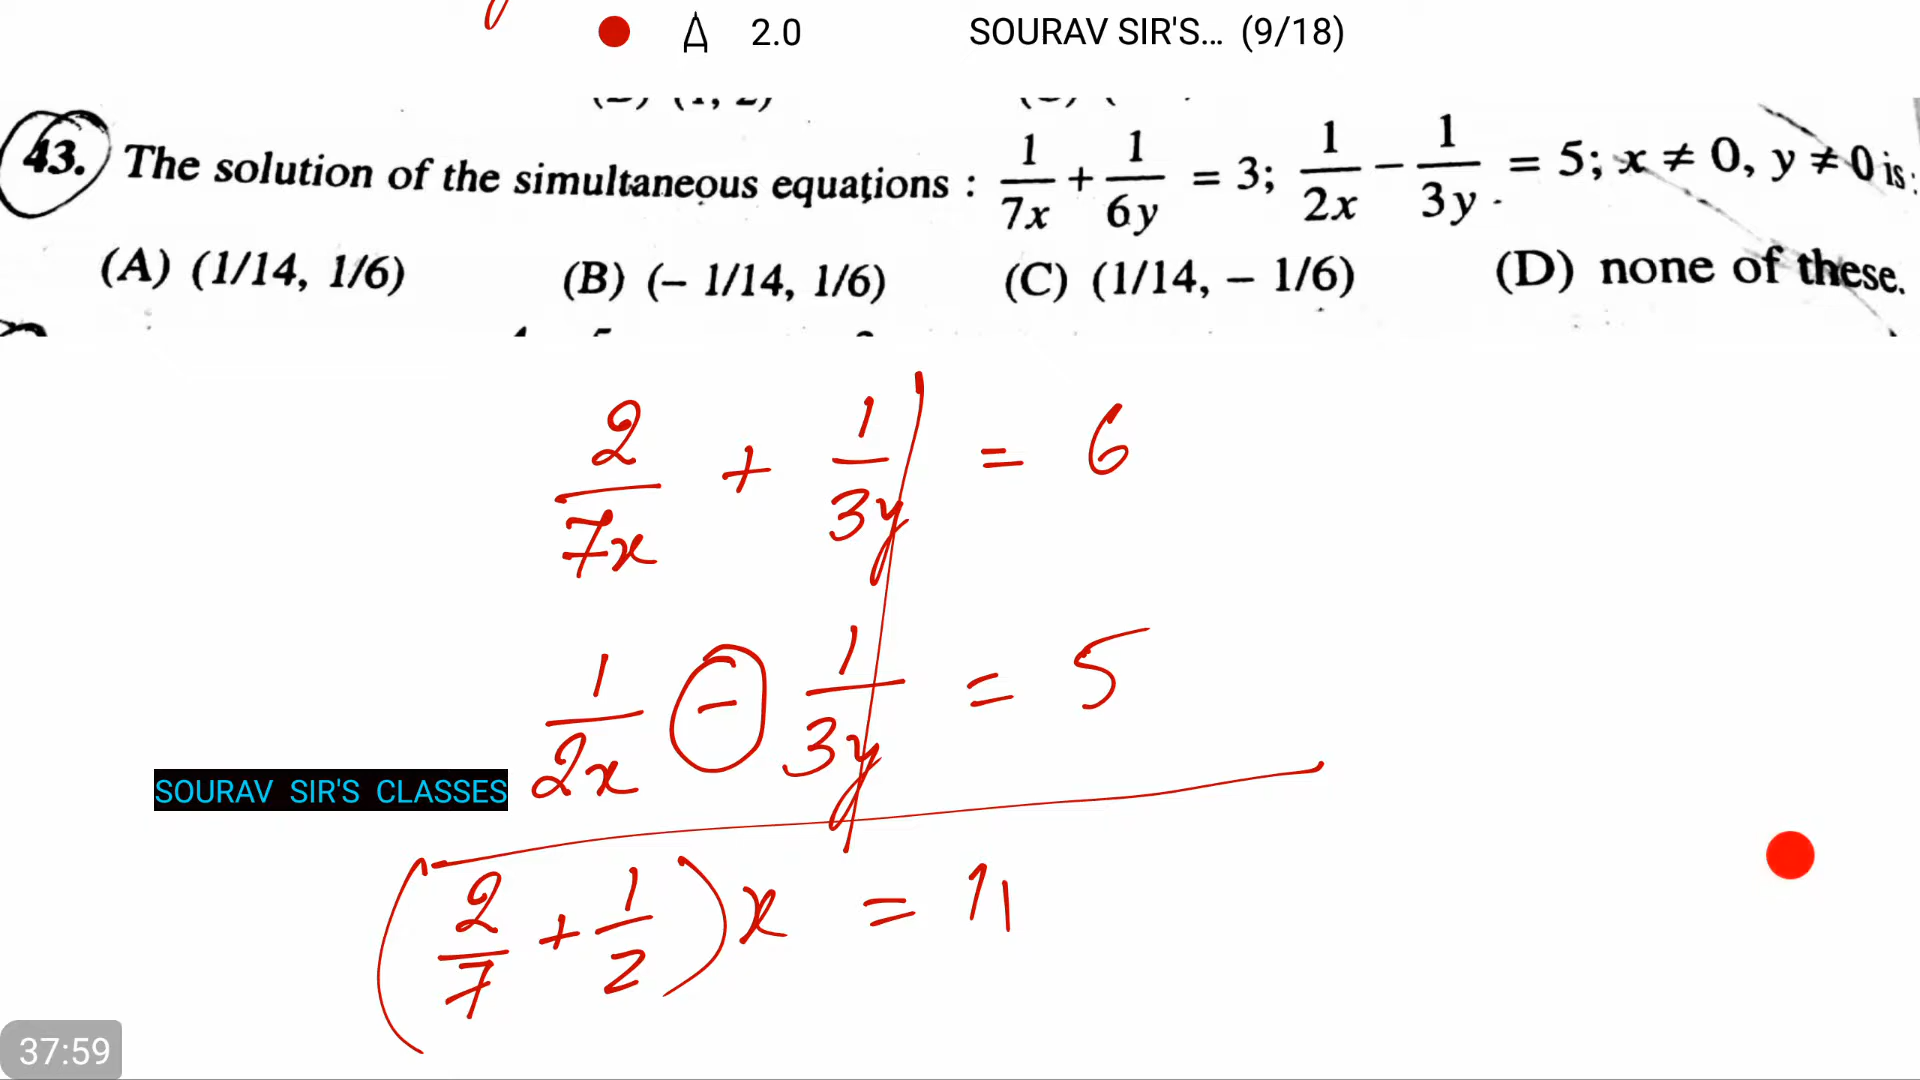 2.0 SOURAV SIR'S... (9/18)
43. The solution of the simultaneous equations : 1/7x + 1/6y = 3; 1/2x − 1/3y = 5; x ≠ 0, y ≠ 0 is:
(A) (1/14, 1/6) (B) (− 1/14, 1/6) (C) (1/14, − 1/6) (D) none of these.
2/7x + 1/3y = 6
1/2x − 1/3y = 5
SOURAV SIR'S CLASSES
(2/7 + 1/2)x = 11
37:59